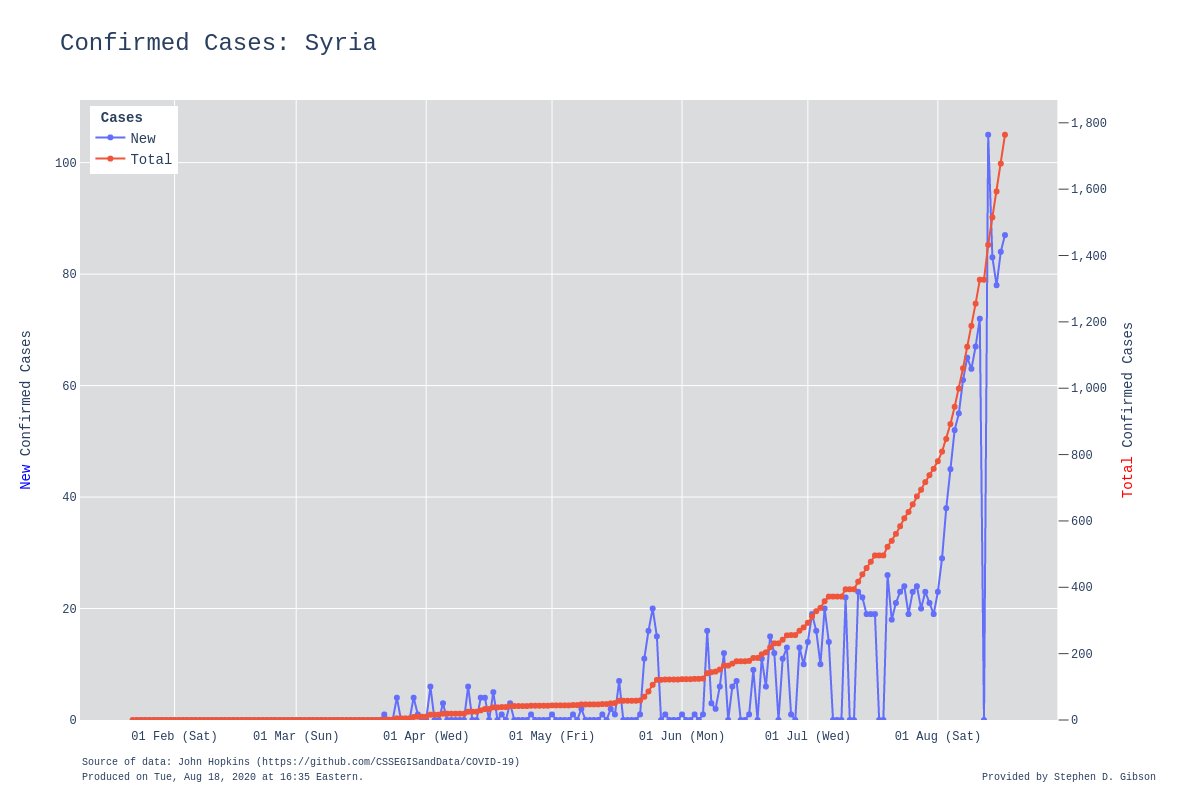 Confirmed Cases: Syria
Cases
New
Total
100
80
60
40
20
0
1,800
1,600
1,400
1,200
1,000
800
600
400
200
0
New Confirmed Cases
Total Confirmed Cases
01 Feb (Sat) 01 Mar (Sun) 01 Apr (Wed) 01 May (Fri) 01 Jun (Mon) 01 Jul (Wed) 01 Aug (Sat)
Source of data: John Hopkins (https://github.com/CSSEGISandData/COVID-19)
Produced on Tue, Aug 18, 2020 at 16:35 Eastern.
Provided by Stephen D. Gibson